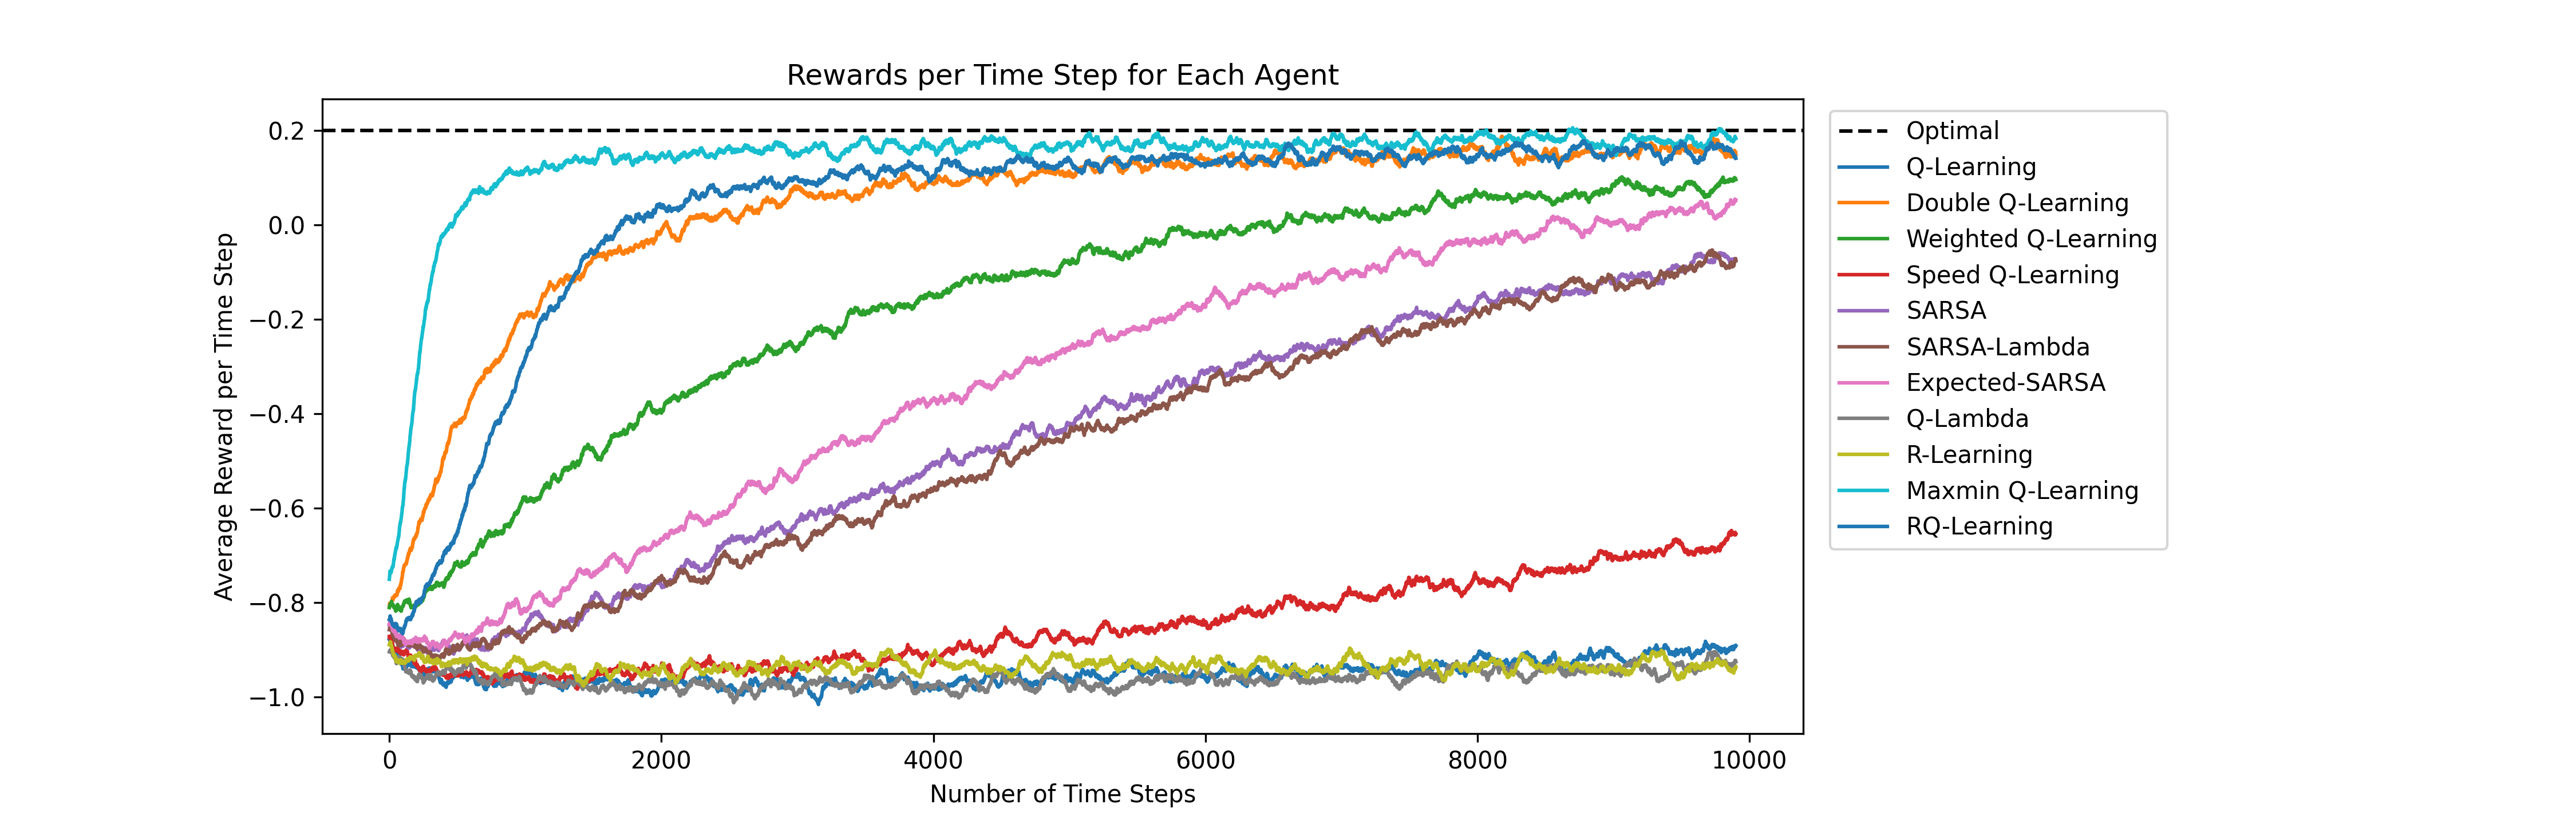 Rewards per Time Step for Each Agent
Average Reward per Time Step
0.2
0.0
−0.2
−0.4
−0.6
−0.8
−1.0
0
2000
4000
6000
8000
10000
Number of Time Steps
Optimal
Q-Learning
Double Q-Learning
Weighted Q-Learning
Speed Q-Learning
SARSA
SARSA-Lambda
Expected-SARSA
Q-Lambda
R-Learning
Maxmin Q-Learning
RQ-Learning